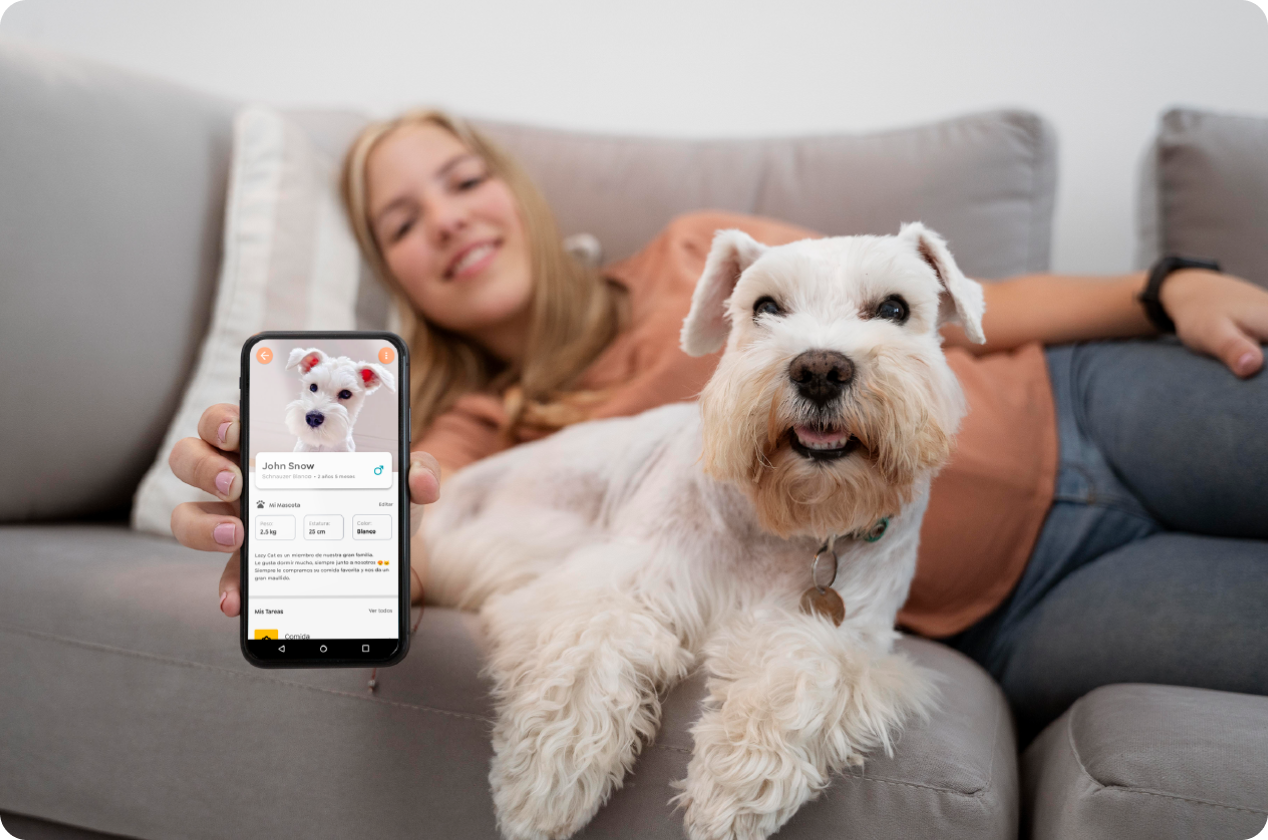 John Snow
Schnauzer Blanco • 2 años 5 meses
Mi Mascota
Editar
Peso:
2,5 kg
Estatura:
25 cm
Color:
Blanco
Lazy Cat es un miembro de nuestra gran familia.
Le gusta dormir mucho, siempre junto a nosotros
Siempre le compramos su comida favorita y nos da un
gran maullido.
Mis Tareas
Ver todas
Comida